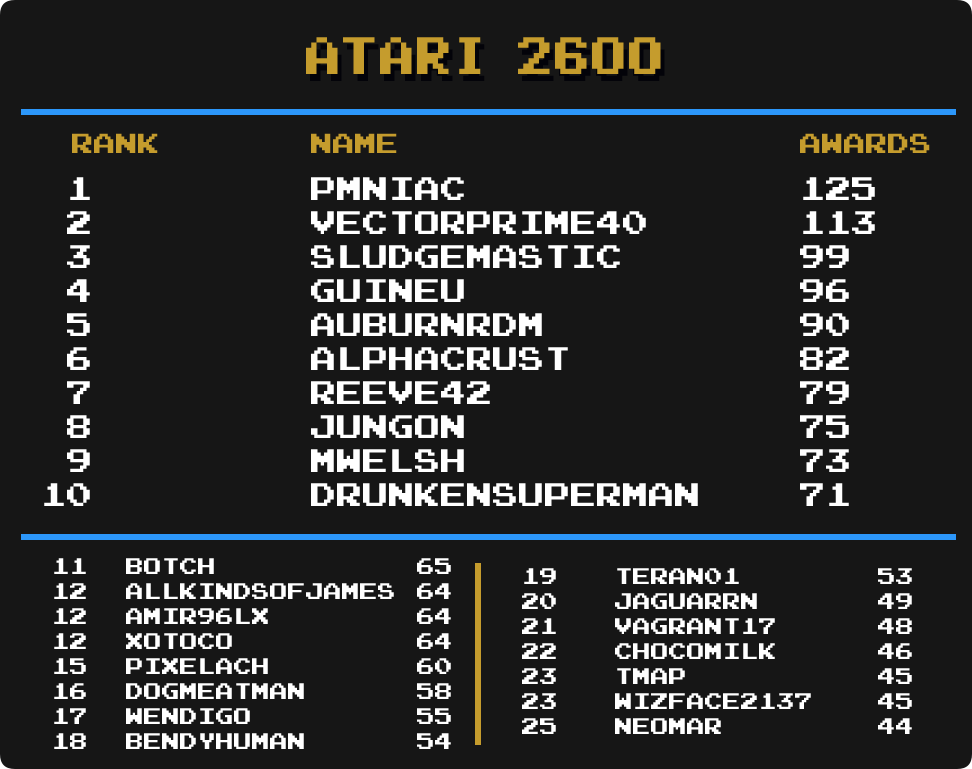 ATARI 2600
RANK NAME AWARDS
1 PMNIAC 125
2 VECTORPRIME40 113
3 SLUDGEMASTIC 99
4 GUINEU 96
5 AUBURNRDM 90
6 ALPHACRUST 82
7 REEVE42 79
8 JUNGON 75
9 MWELSH 73
10 DRUNKENSUPERMAN 71
11 BOTCH 65
12 ALLKINDSOFJAMES 64
12 AMIR96LX 64
12 XOTOCO 64
15 PIXELACH 60
16 DOGMEATMAN 58
17 WENDIGO 55
18 BENDYHUMAN 54
19 TERAN01 53
20 JAGUARRN 49
21 VAGRANT17 48
22 CHOCOMILK 46
23 TMAP 45
23 WIZFACE2137 45
25 NEOMAR 44